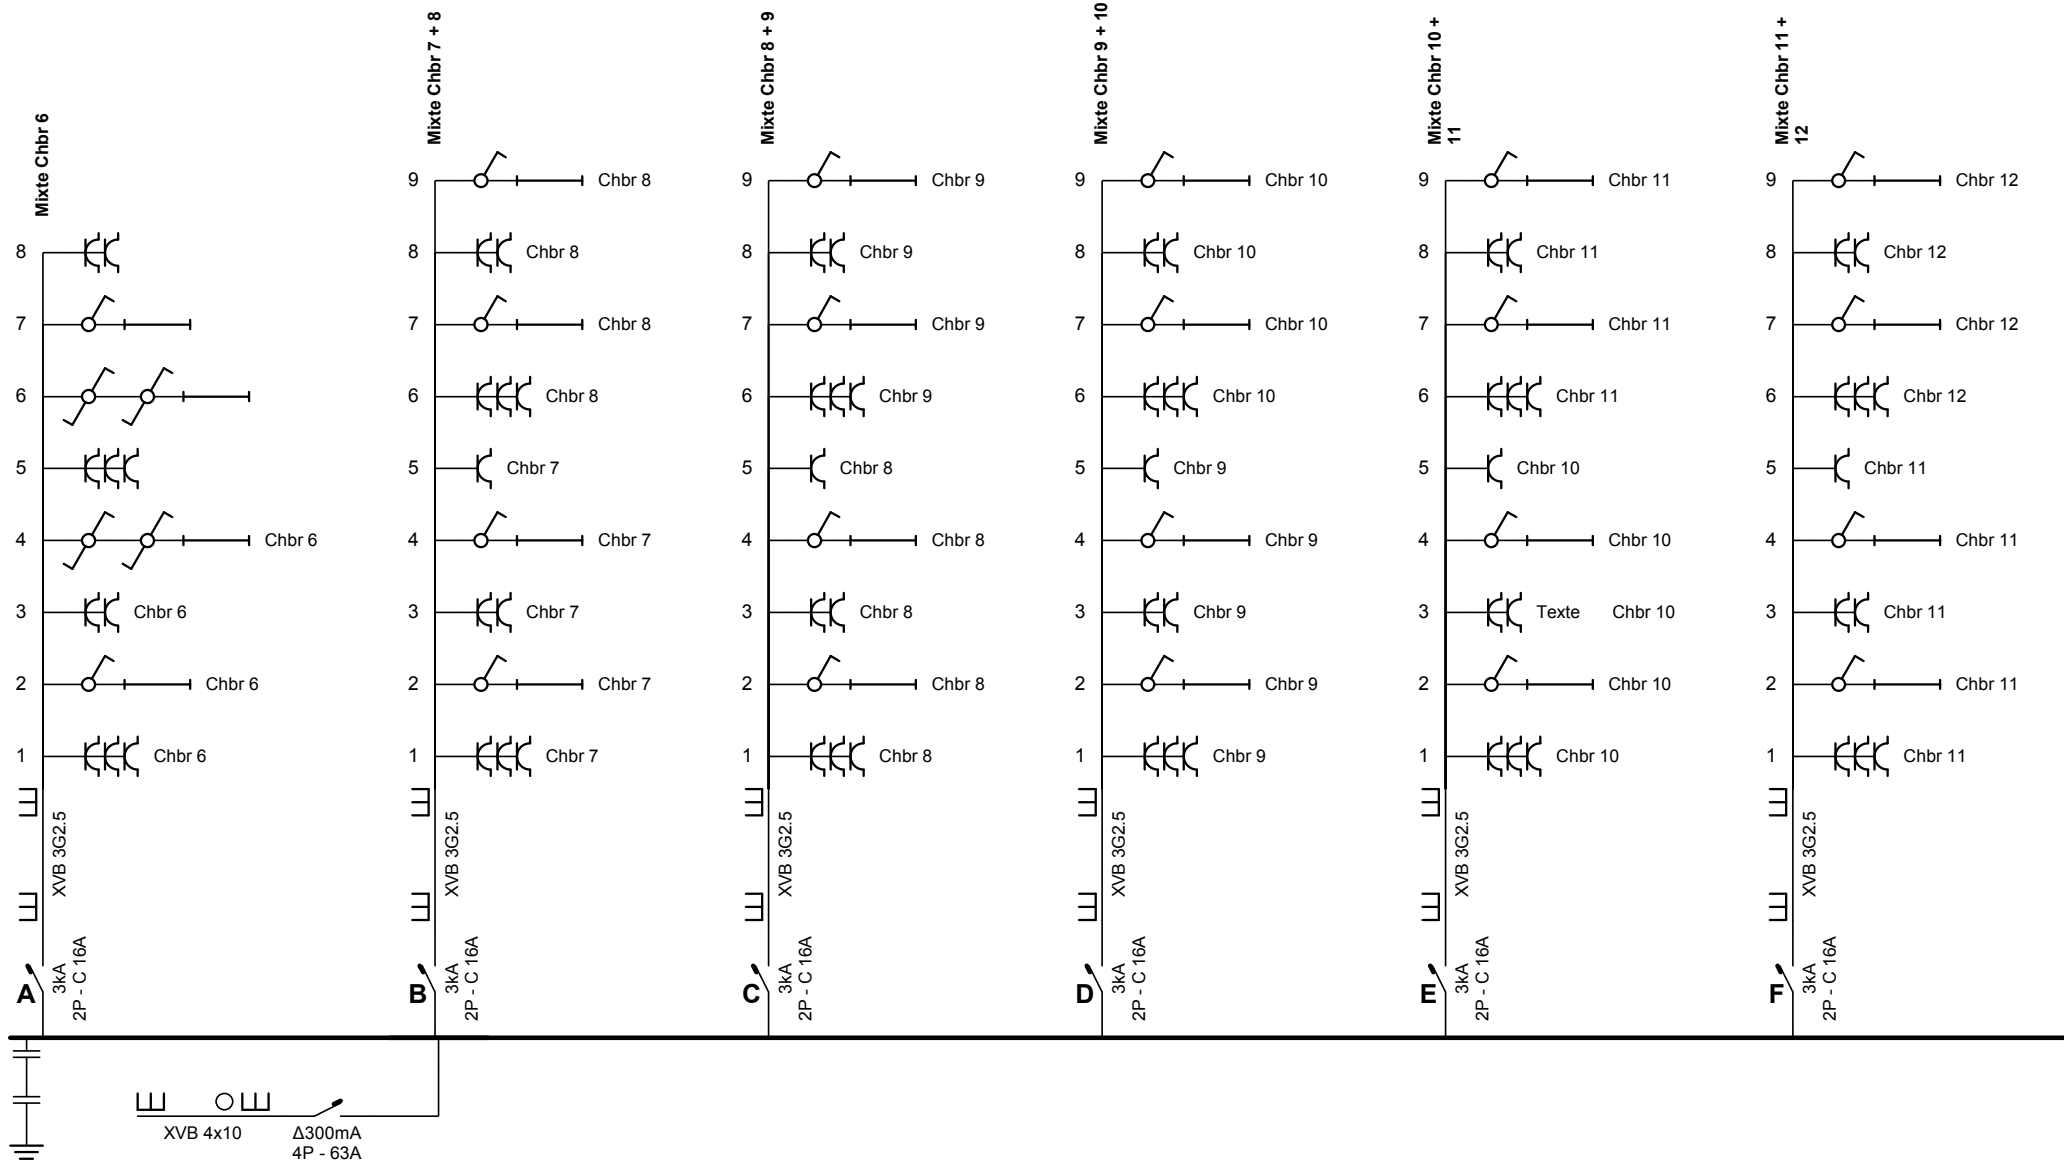 Mixte Chbr 6
8
7
6
5
4 Chbr 6
3 Chbr 6
2 Chbr 6
1 Chbr 6
XVB 3G2.5
A
3kA
2P - C 16A
Mixte Chbr 7 + 8
9 Chbr 8
8 Chbr 8
7 Chbr 8
6 Chbr 8
5 Chbr 7
4 Chbr 7
3 Chbr 7
2 Chbr 7
1 Chbr 7
XVB 3G2.5
B
3kA
2P - C 16A
Mixte Chbr 8 + 9
9 Chbr 9
8 Chbr 9
7 Chbr 9
6 Chbr 9
5 Chbr 8
4 Chbr 8
3 Chbr 8
2 Chbr 8
1 Chbr 8
XVB 3G2.5
C
3kA
2P - C 16A
Mixte Chbr 9 + 10
9 Chbr 10
8 Chbr 10
7 Chbr 10
6 Chbr 10
5 Chbr 9
4 Chbr 9
3 Chbr 9
2 Chbr 9
1 Chbr 9
XVB 3G2.5
D
3kA
2P - C 16A
Mixte Chbr 10 +
11
9 Chbr 11
8 Chbr 11
7 Chbr 11
6 Chbr 11
5 Chbr 10
4 Chbr 10
3 Texte Chbr 10
2 Chbr 10
1 Chbr 10
XVB 3G2.5
E
3kA
2P - C 16A
Mixte Chbr 11 +
12
9 Chbr 12
8 Chbr 12
7 Chbr 12
6 Chbr 12
5 Chbr 11
4 Chbr 11
3 Chbr 11
2 Chbr 11
1 Chbr 11
XVB 3G2.5
F
3kA
2P - C 16A
XVB 4x10
Δ300mA
4P - 63A